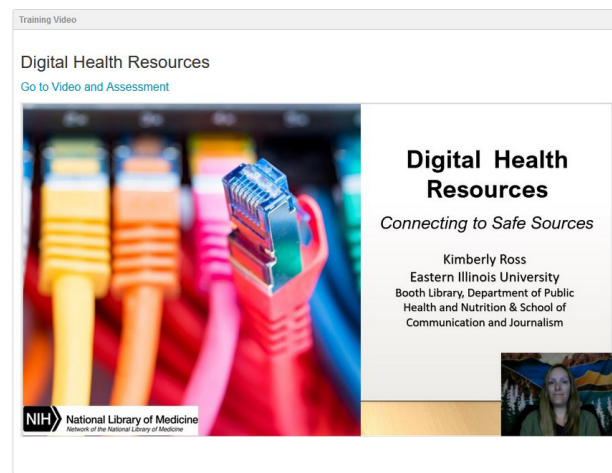 Training Video
Digital Health Resources
Go to Video and Assessment
Digital Health
Resources
Connecting to Safe Sources
Kimberly Ross
Eastern Illinois University
Booth Library, Department of Public
Health and Nutrition & School of
Communication and Journalism
NIH National Library of Medicine
Network of the National Library of Medicine